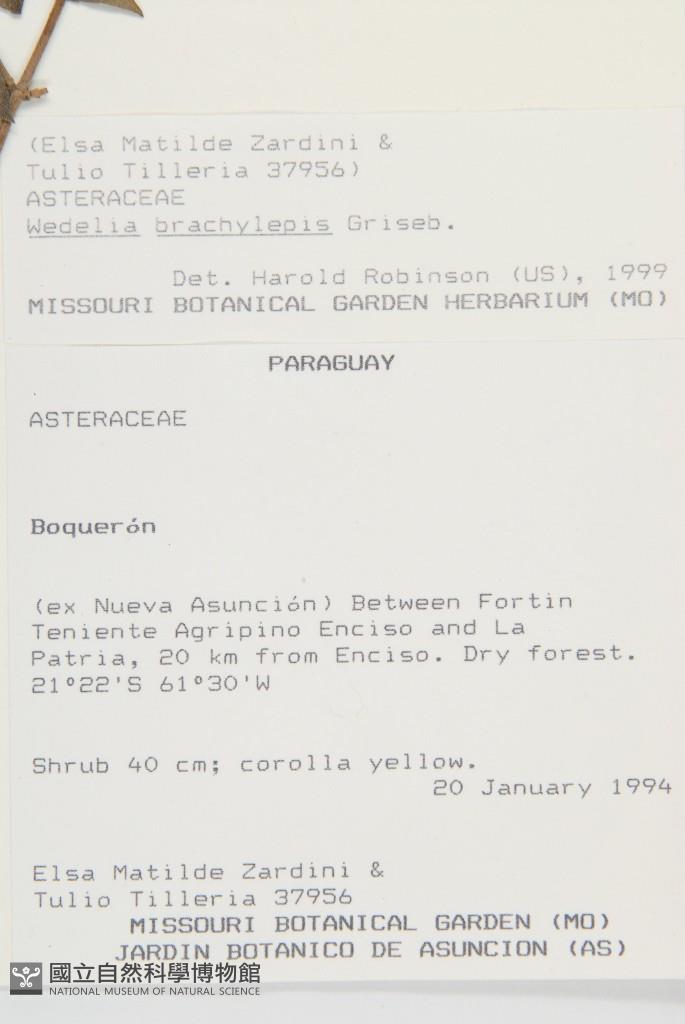 (Elsa Matilde Zardini &
Tulio Tilleria 37956)
ASTERACEAE
Wedelia brachylepis Griseb.
Det. Harold Robinson (US), 1999
MISSOURI BOTANICAL GARDEN HERBARIUM (MO)
PARAGUAY
ASTERACEAE
Boquerón
(ex Nueva Asunción) Between Fortin
Teniente Agripino Enciso and La
Patria, 20 km from Enciso. Dry forest.
21°22'S 61°30'W
Shrub 40 cm; corolla yellow.
20 January 1994
Elsa Matilde Zardini &
Tulio Tilleria 37956
MISSOURI BOTANICAL GARDEN (MO)
JARDIN BOTANICO DE ASUNCION (AS)
國立自然科學博物館
NATIONAL MUSEUM OF NATURAL SCIENCE